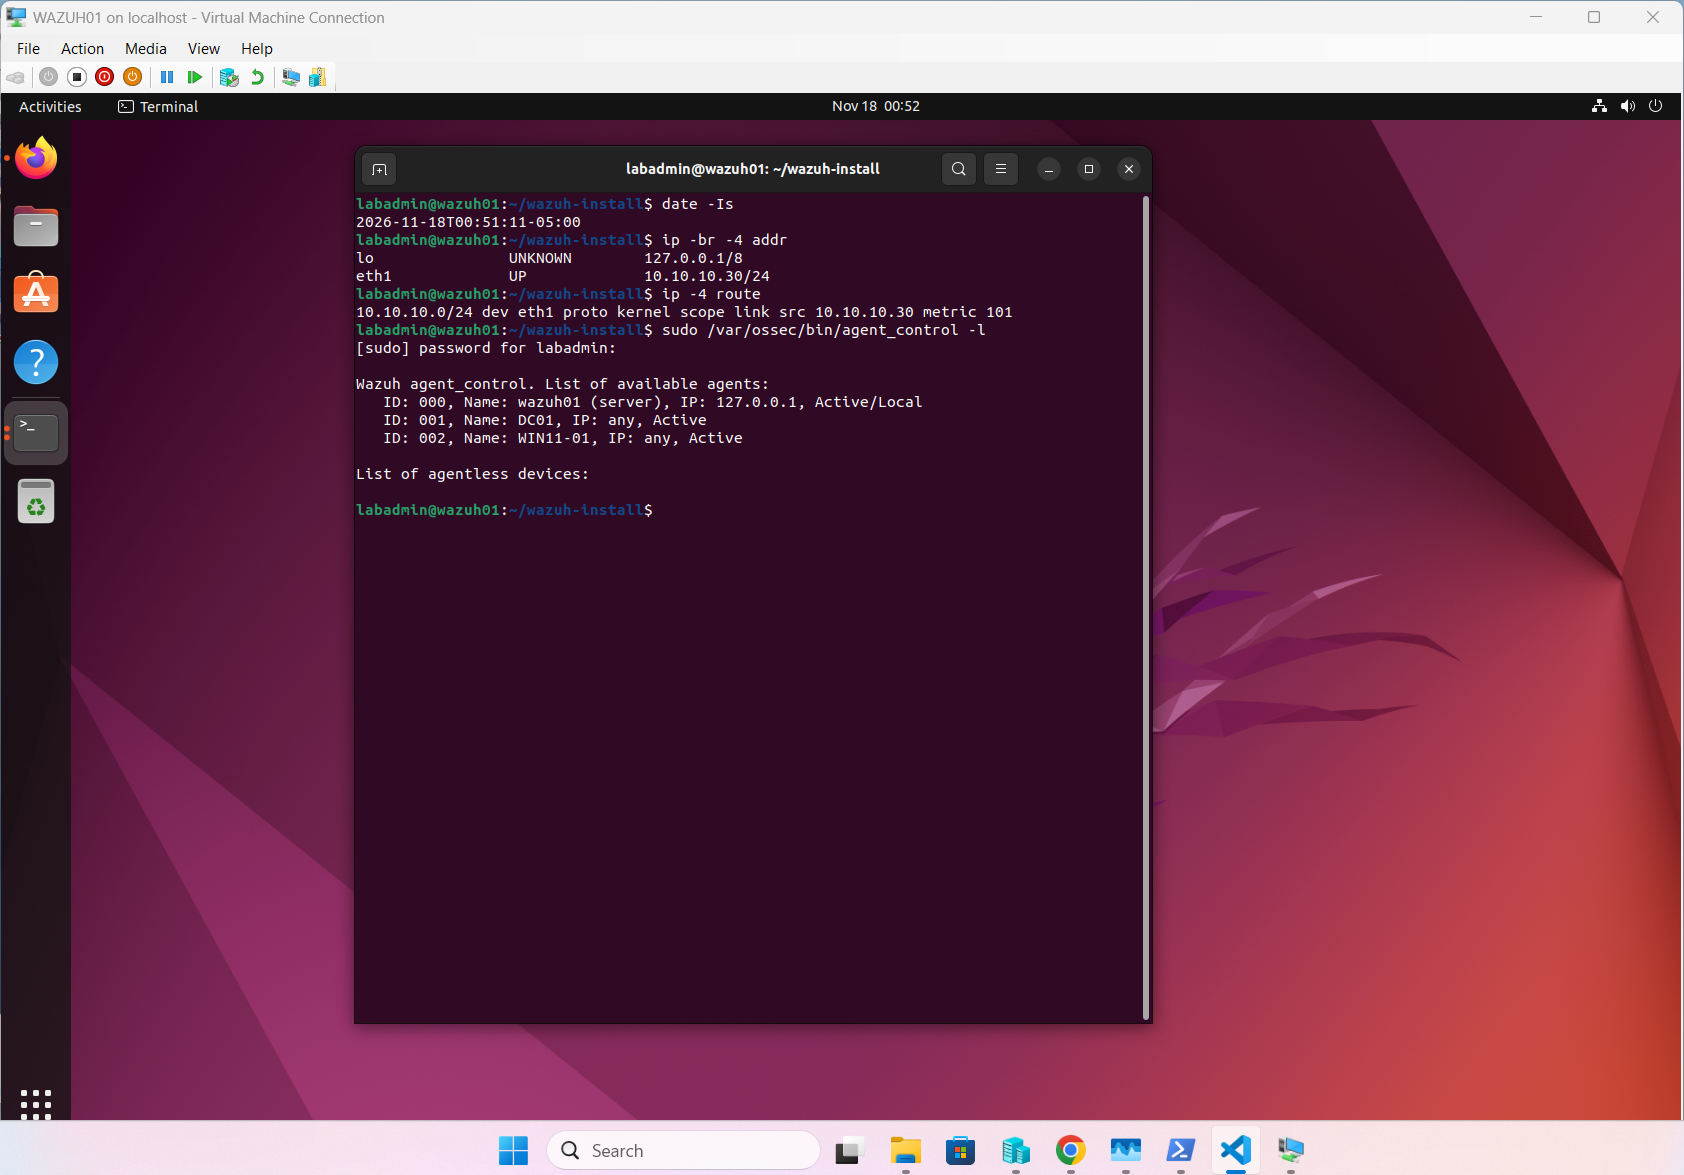 WAZUH01 on localhost - Virtual Machine Connection
File Action Media View Help
Activities Terminal Nov 18 00:52
labadmin@wazuh01: ~/wazuh-install
labadmin@wazuh01:~/wazuh-install$ date -Is
2026-11-18T00:51:11-05:00
labadmin@wazuh01:~/wazuh-install$ ip -br -4 addr
lo UNKNOWN 127.0.0.1/8
eth1 UP 10.10.10.30/24
labadmin@wazuh01:~/wazuh-install$ ip -4 route
10.10.10.0/24 dev eth1 proto kernel scope link src 10.10.10.30 metric 101
labadmin@wazuh01:~/wazuh-install$ sudo /var/ossec/bin/agent_control -l
[sudo] password for labadmin:
Wazuh agent_control. List of available agents:
ID: 000, Name: wazuh01 (server), IP: 127.0.0.1, Active/Local
ID: 001, Name: DC01, IP: any, Active
ID: 002, Name: WIN11-01, IP: any, Active
List of agentless devices:
labadmin@wazuh01:~/wazuh-install$
Search